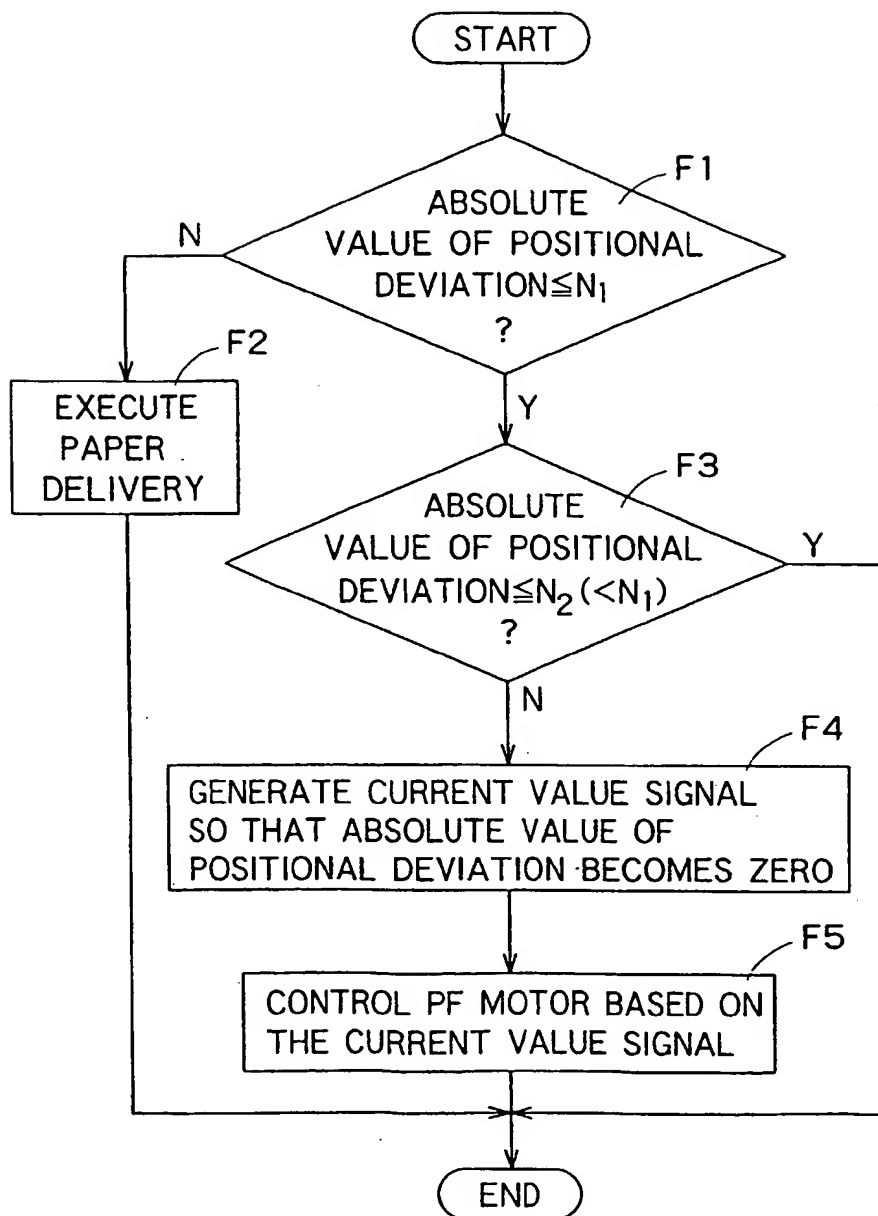 START
F1
ABSOLUTE
VALUE OF POSITIONAL
DEVIATION≦N₁
?
N
Y
F2
EXECUTE
PAPER
DELIVERY
F3
ABSOLUTE
VALUE OF POSITIONAL
DEVIATION≦N₂(<N₁)
?
Y
N
F4
GENERATE CURRENT VALUE SIGNAL
SO THAT ABSOLUTE VALUE OF
POSITIONAL DEVIATION BECOMES ZERO
F5
CONTROL PF MOTOR BASED ON
THE CURRENT VALUE SIGNAL
END